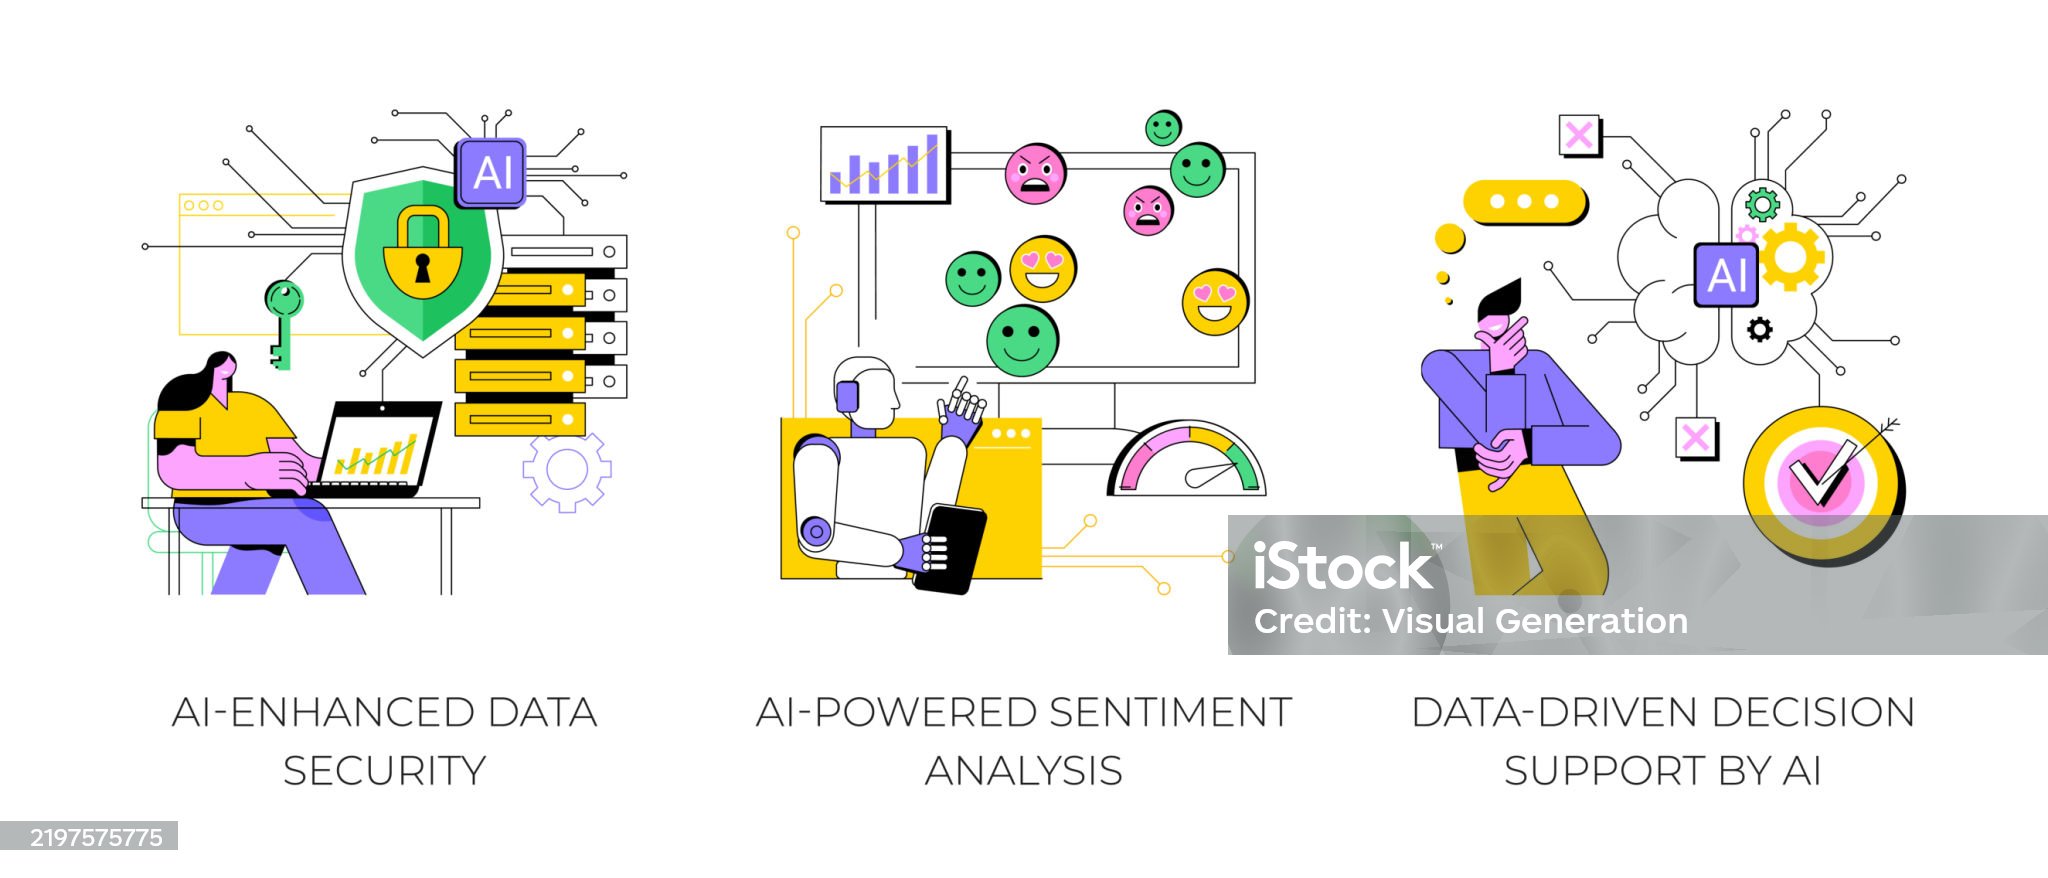 AI
AI
iStock™
Credit: Visual Generation
AI-ENHANCED DATA
SECURITY
AI-POWERED SENTIMENT
ANALYSIS
DATA-DRIVEN DECISION
SUPPORT BY AI
2197575775